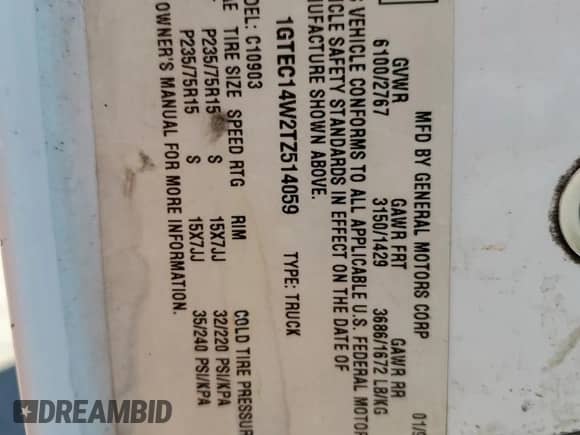 MFD BY GENERAL MOTORS CORP 01/9
GVWR GAWR FRT GAWR RR
6100/2767 3150/1429 3686/1672 LB/KG
VEHICLE CONFORMS TO ALL APPLICABLE U.S. FEDERAL MOTOR
VEHICLE SAFETY STANDARDS IN EFFECT ON THE DATE OF
SHOWN ABOVE.
1GTEC14W2TZ514059 TYPE: TRUCK
C10903
TIRE SIZE SPEED RTG RIM COLD TIRE PRESSUR
P235/75R15 S 15X7JJ 32/220 PSI/KPA
P235/75R15 S 15X7JJ 35/240 PSI/KPA
OWNER'S MANUAL FOR MORE INFORMATION.
DREAMBID